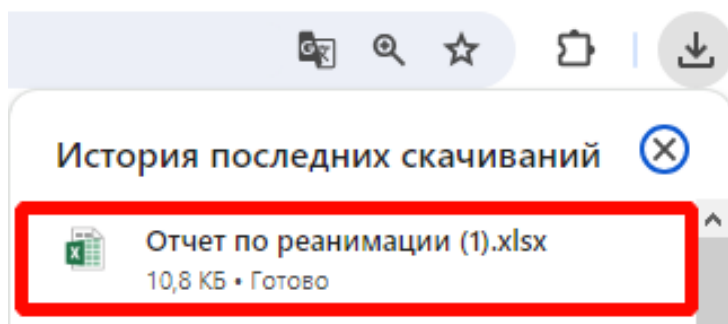 История последних скачиваний
Отчет по реанимации (1).xlsx
10,8 КБ • Готово